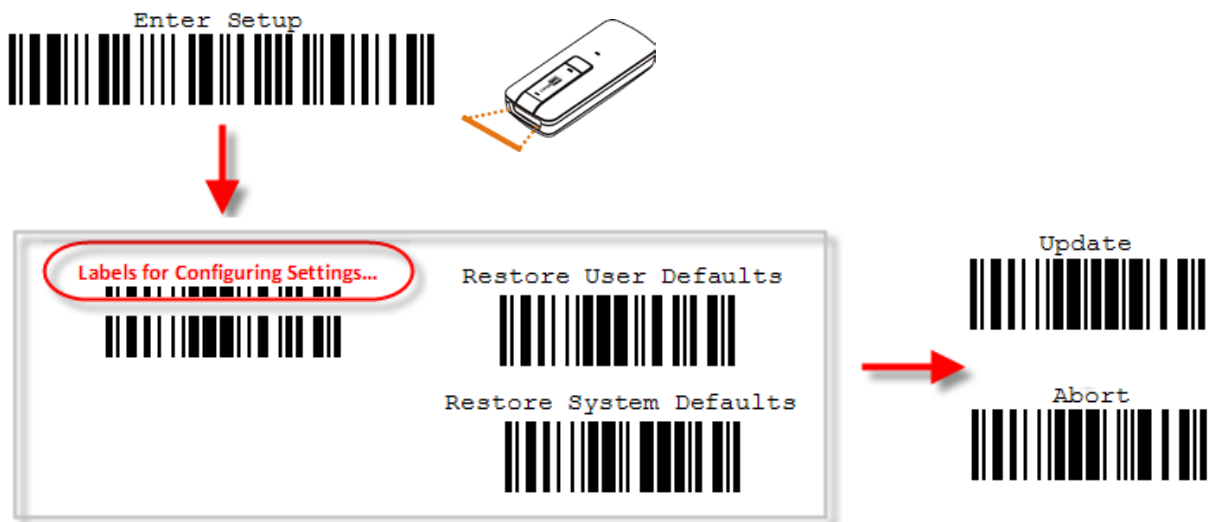 Enter Setup
Labels for Configuring Settings...
Restore User Defaults
Restore System Defaults
Update
Abort